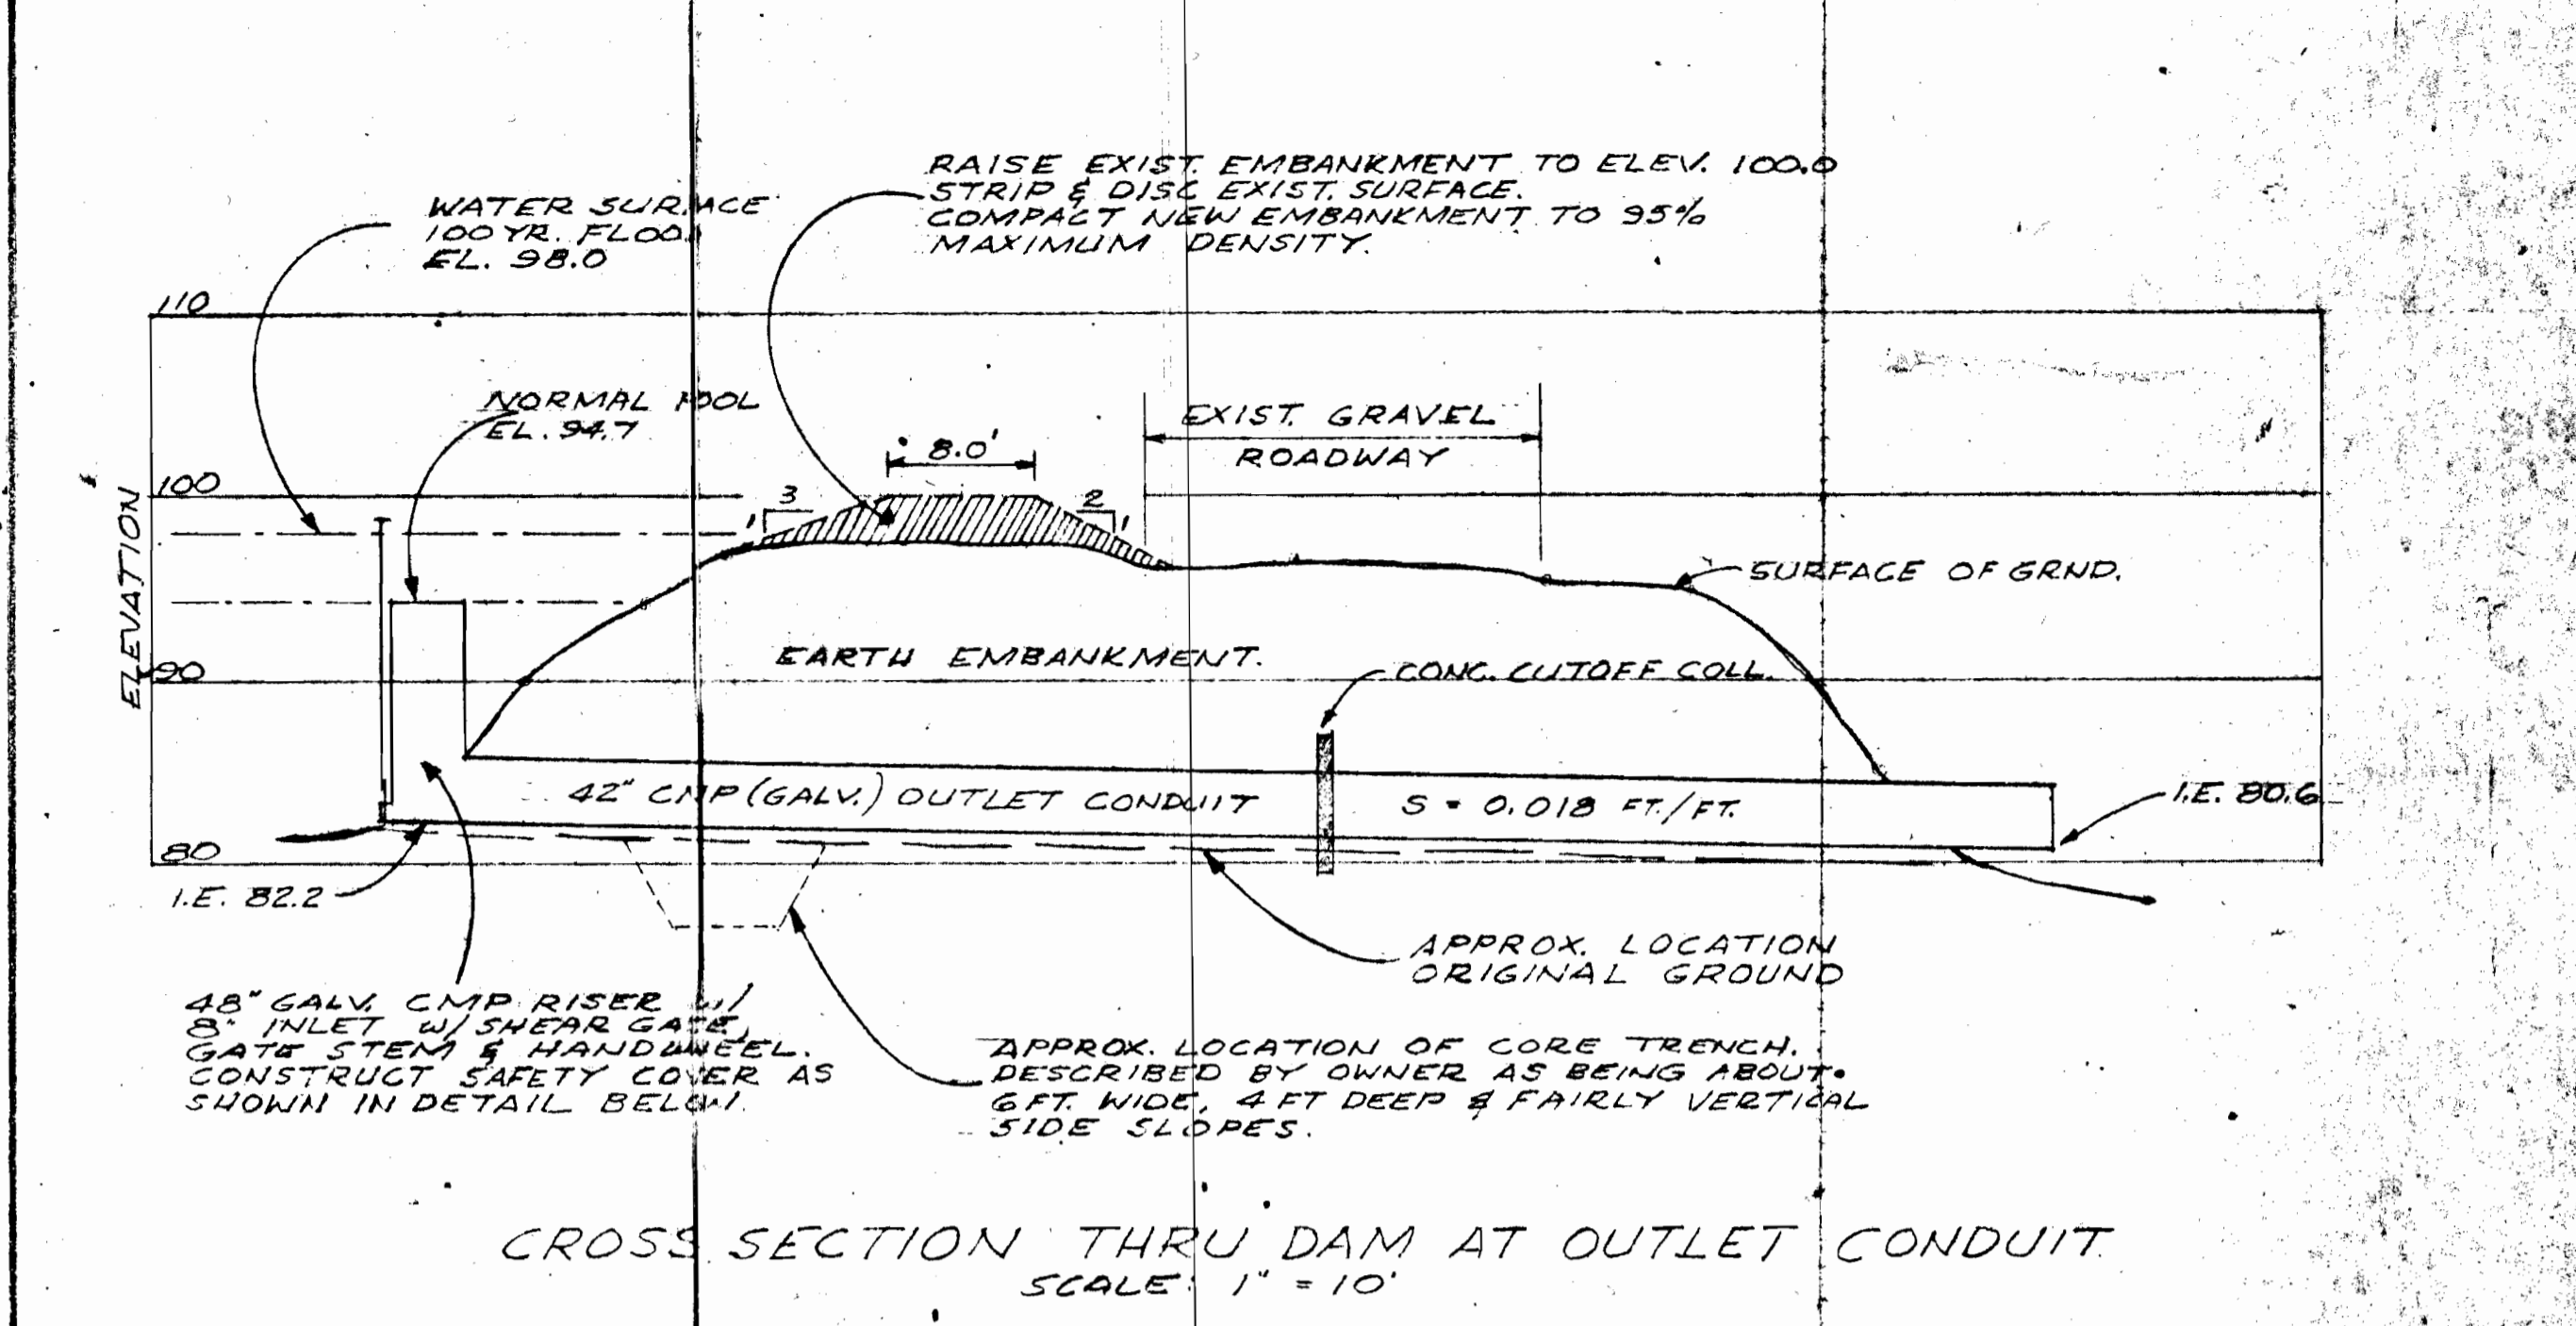 RAISE EXIST. EMBANKMENT TO ELEV. 100.0
STRIP & DISC EXIST. SURFACE.
COMPACT NEW EMBANKMENT TO 95%
MAXIMUM DENSITY.
WATER SURFACE
100 YR. FLOOD
EL. 98.0
110
NORMAL POOL
EL. 94.7
EXIST. GRAVEL
ROADWAY
8.0'
100
3
1
2
1
ELEVATION
SURFACE OF GRND.
EARTH EMBANKMENT.
90
CONC. CUTOFF COLL.
42" CMP (GALV.) OUTLET CONDUIT
S = 0.018 FT./FT.
I.E. 80.6
80
I.E. 82.2
APPROX. LOCATION
ORIGINAL GROUND
48" GALV. CMP RISER W/
8" INLET W/ SHEAR GATE,
GATE STEM & HANDWHEEL.
CONSTRUCT SAFETY COVER AS
SHOWN IN DETAIL BELOW.
APPROX. LOCATION OF CORE TRENCH.
DESCRIBED BY OWNER AS BEING ABOUT
6 FT. WIDE, 4 FT DEEP & FAIRLY VERTICAL
SIDE SLOPES.
CROSS SECTION THRU DAM AT OUTLET CONDUIT
SCALE: 1" = 10'